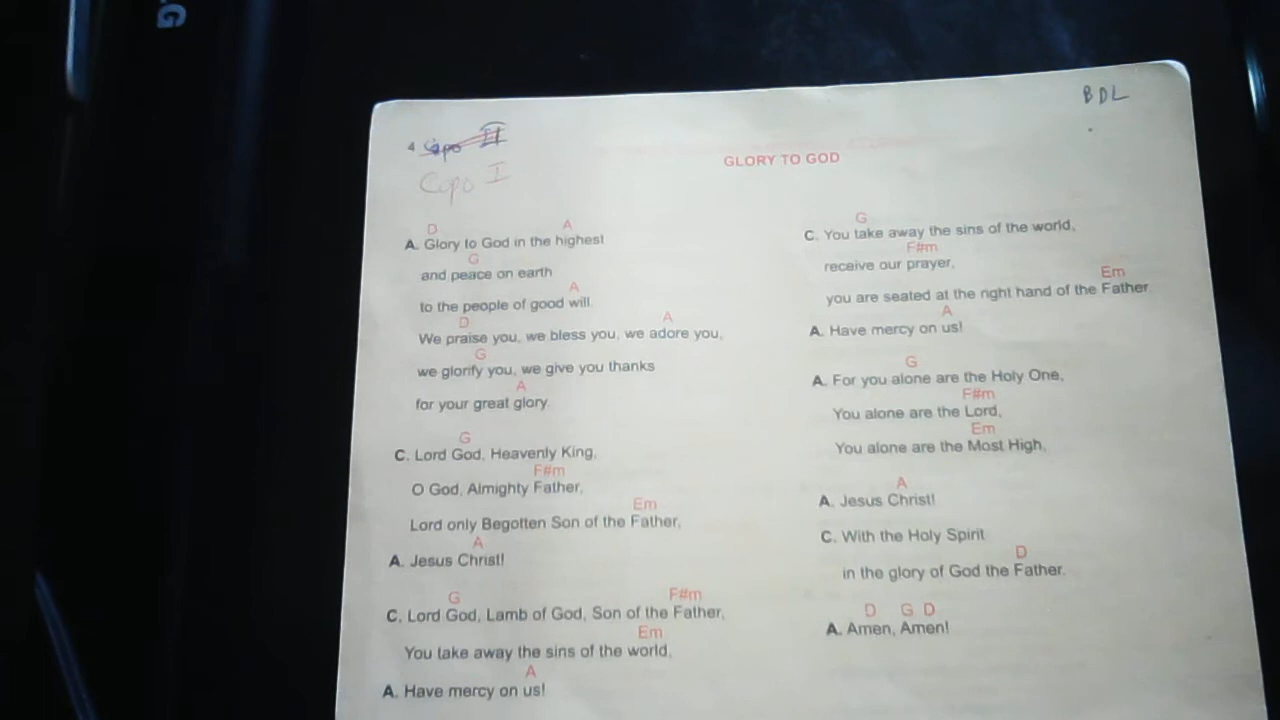 G
BDL
4 Capo II
Capo I
GLORY TO GOD
D A
A. Glory to God in the highest
G
and peace on earth
A
to the people of good will.
D A
We praise you, we bless you, we adore you,
G
we glorify you, we give you thanks
A
for your great glory.
G
C. Lord God, Heavenly King,
F#m
O God, Almighty Father,
Em
Lord only Begotten Son of the Father,
A
A. Jesus Christ!
G F#m
C. Lord God, Lamb of God, Son of the Father,
Em
You take away the sins of the world,
A
A. Have mercy on us!
G
C. You take away the sins of the world,
F#m
receive our prayer,
Em
you are seated at the right hand of the Father.
A
A. Have mercy on us!
G
A. For you alone are the Holy One,
F#m
You alone are the Lord,
Em
You alone are the Most High,
A
A. Jesus Christ!
C. With the Holy Spirit
D
in the glory of God the Father.
D G D
A. Amen, Amen!